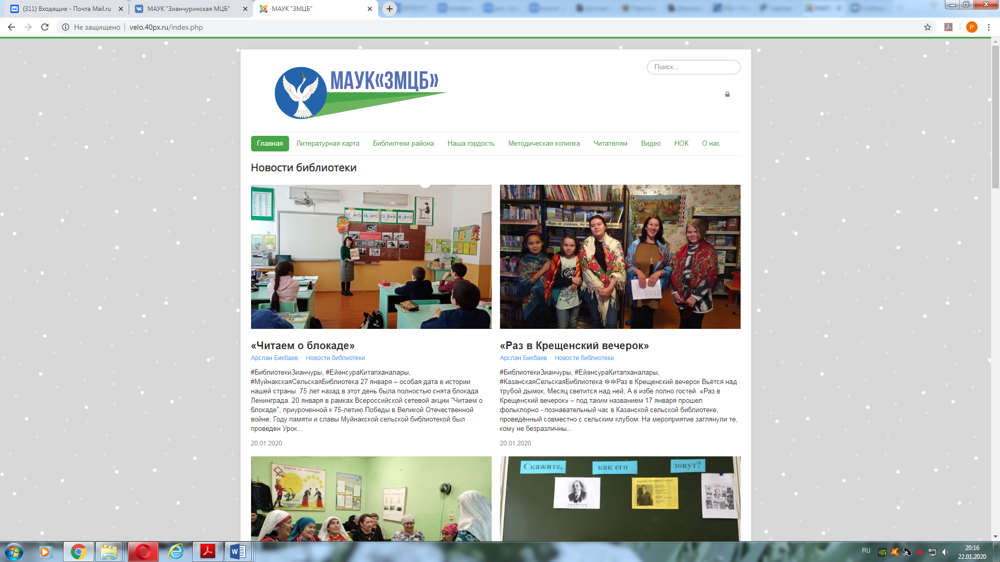 (311) Входящие - Почта Mail.ru
МАУК "Зианчуринская МЦБ"
МАУК "ЗМЦБ"
Не защищено
velo.40px.ru/index.php
P
МАУК«ЗМЦБ»
Поиск...
Главная
Литературная карта
Библиотеки района
Наша гордость
Методическая копилка
Читателям
Видео
НОК
О нас
Новости библиотеки
«Читаем о блокаде»
Арслан Бикбаев · Новости библиотеки
#БиблиотекиЗианчуры, #ЕйәнсураКитапханалары,
#МуйнакскаяСельскаяБиблиотека 27 января – особая дата в истории
нашей страны. 75 лет назад в этот день была полностью снята блокада
Ленинграда. 20 января в рамках Всероссийской сетевой акции "Читаем о
блокаде", приуроченной к 75-летию Победы в Великой Отечественной
войне, Году памяти и славы Муйнакской сельской библиотекой был
проведен Урок...
20.01.2020
«Раз в Крещенский вечерок»
Арслан Бикбаев · Новости библиотеки
#БиблиотекиЗианчуры, #ЕйәнсураКитапханалары,
#КазанскаяСельскаяБиблиотека ❄❄Раз в Крещенский вечерок Вьётся над
трубой дымок, Месяц светится над ней, А в избе полно гостей. «Раз в
Крещенский вечерок» – под таким названием 17 января прошел
фольклорно - познавательный час в Казанской сельской библиотеке,
проведённый совместно с сельским клубом. На мероприятие заглянули те,
кому не безразличны...
20.01.2020
Скажите,
как его
зовут?
RU
20:16
22.01.2020